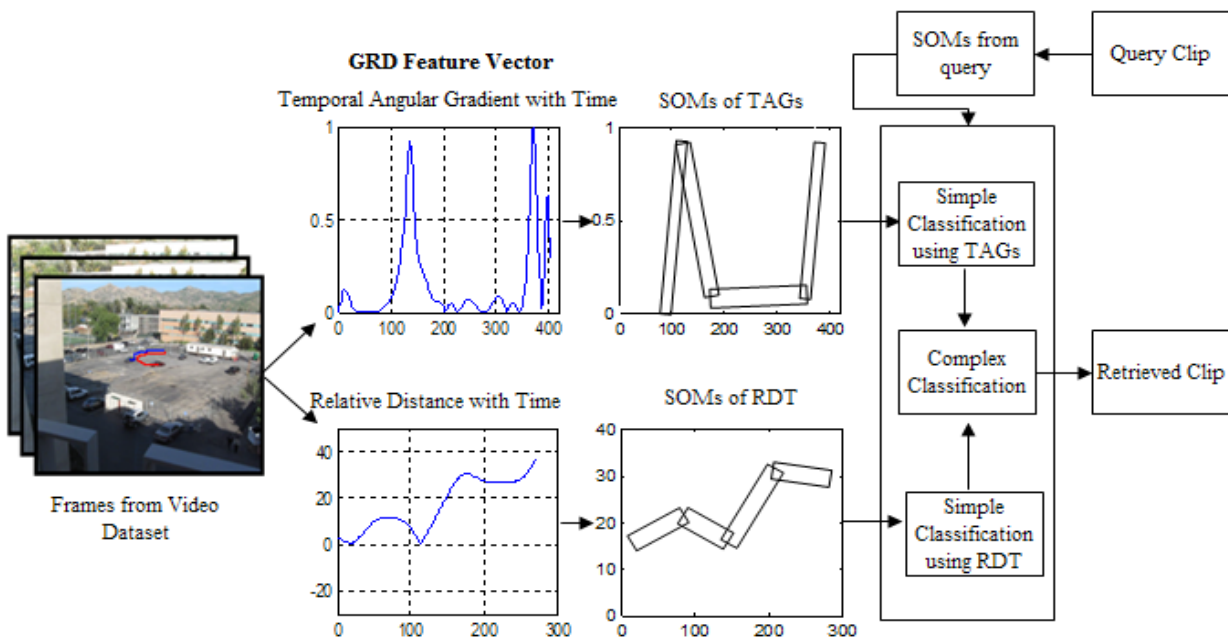 GRD Feature Vector
Temporal Angular Gradient with Time
1
0.5
0
0 100 200 300 400
SOMs of TAGs
1
0.5
0
0 100 200 300 400
SOMs from
query
Query Clip
Simple
Classification
using TAGs
Complex
Classification
Retrieved Clip
Frames from Video
Dataset
Relative Distance with Time
40
20
0
-20
0 100 200 300
SOMs of RDT
40
30
20
10
0
0 100 200 300
Simple
Classification
using RDT